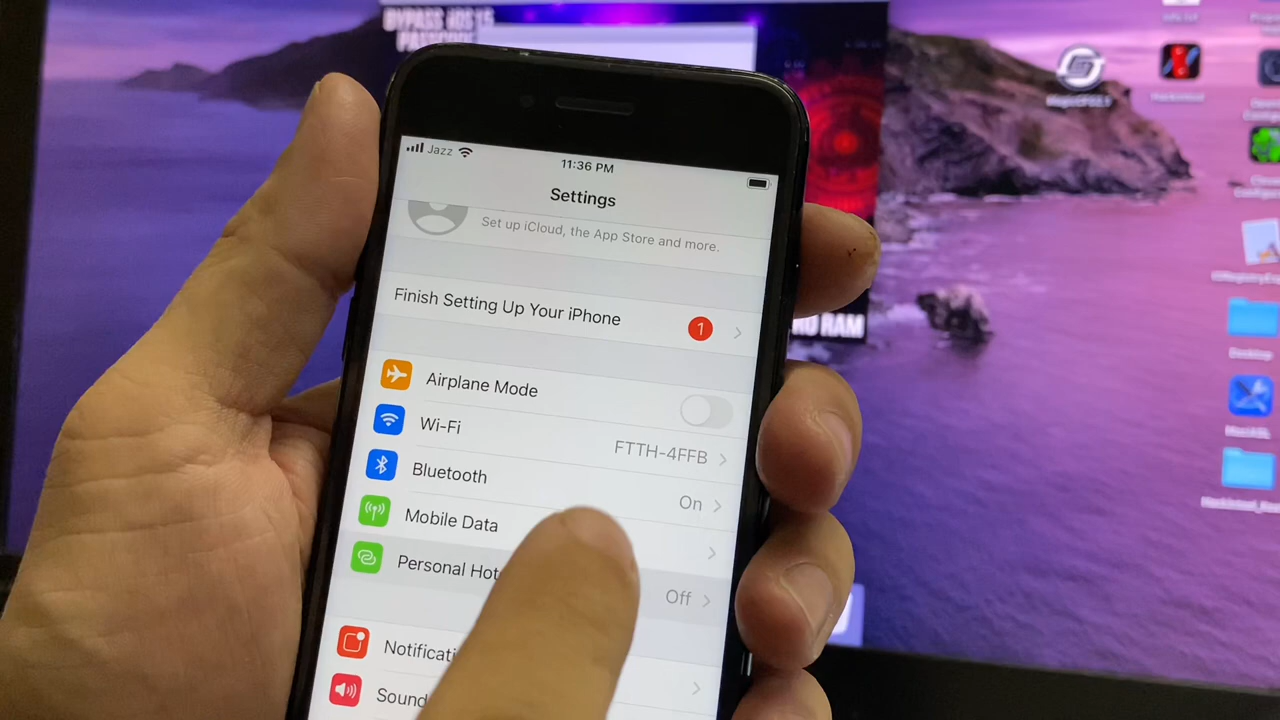 BYPASS iOS 15
PASSCODE
Jazz
11:36 PM
Settings
Set up iCloud, the App Store and more.
Finish Setting Up Your iPhone
1
Airplane Mode
Wi-Fi
FTTH-4FFB
Bluetooth
On
Mobile Data
Personal Hot
Off
Notificati
Sound
RAM
Desktop